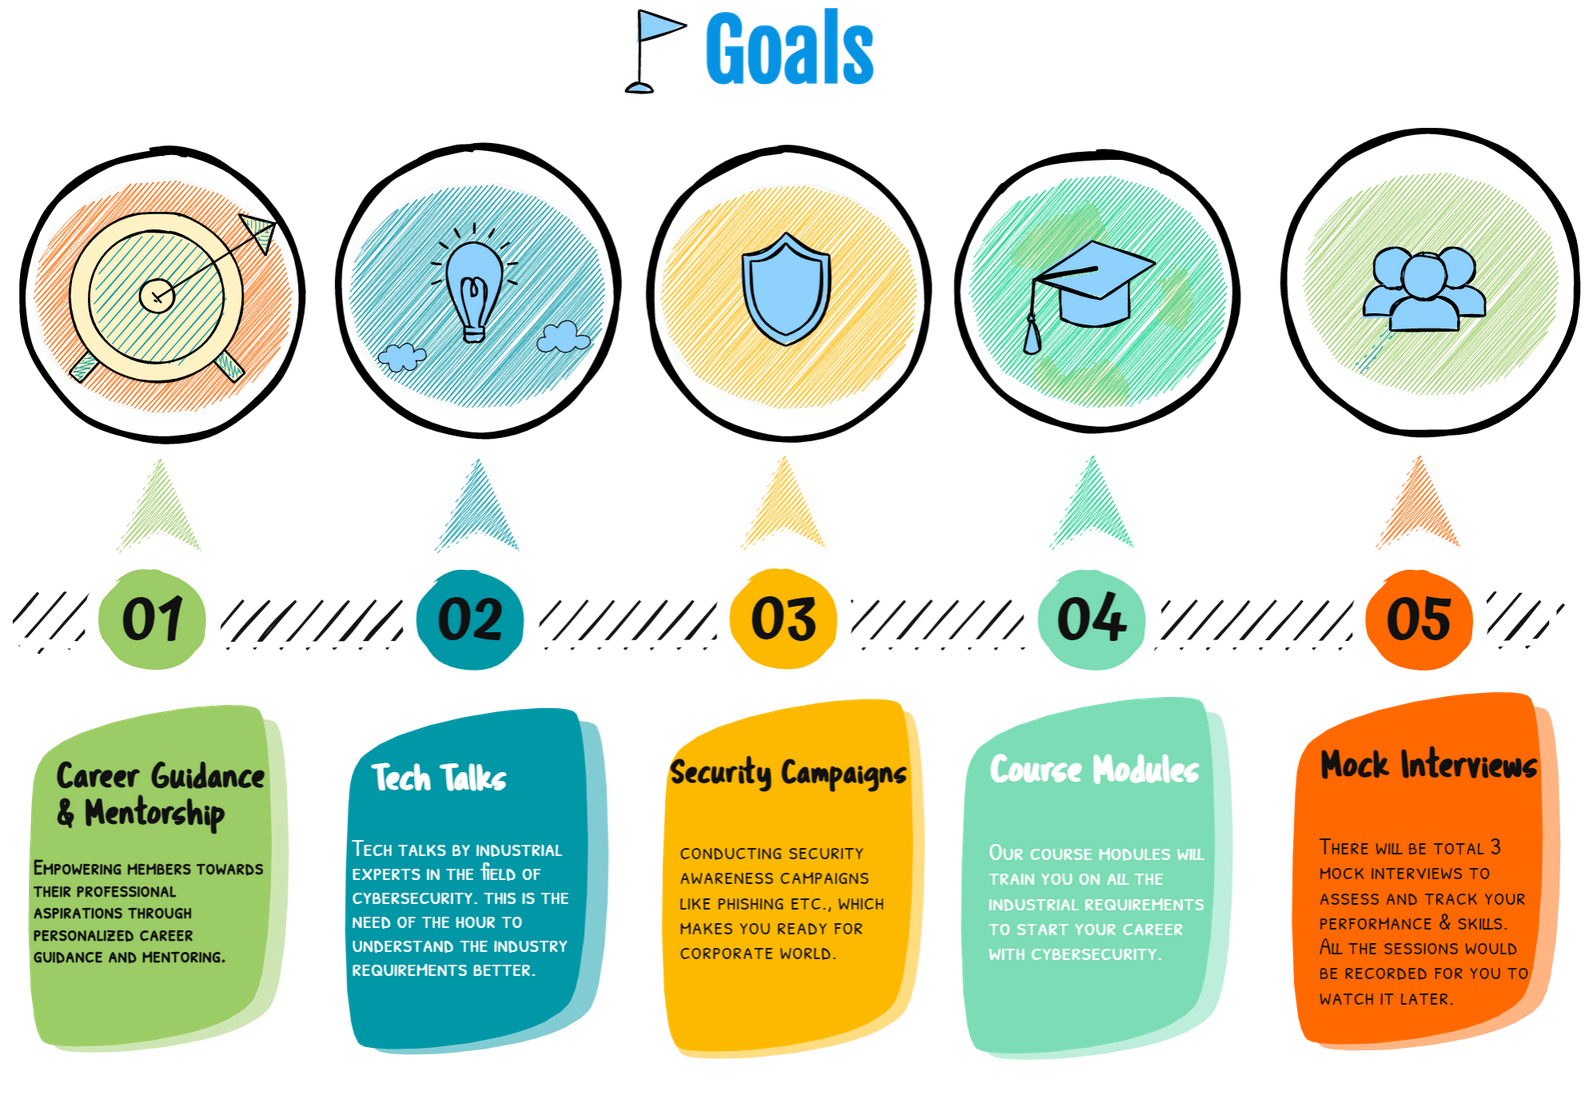 Goals
01
02
03
04
05
Career Guidance
& Mentorship
Empowering members towards
their professional
aspirations through
personalized career
guidance and mentoring.
Tech Talks
Tech talks by industrial
experts in the field of
cybersecurity. this is the
need of the hour to
understand the industry
requirements better.
Security Campaigns
conducting security
awareness campaigns
like phishing etc., which
makes you ready for
corporate world.
Course Modules
Our course modules will
train you on all the
industrial requirements
to start your career
with cybersecurity.
Mock Interviews
There will be total 3
mock interviews to
assess and track your
performance & skills.
All the sessions would
be recorded for you to
watch it later.